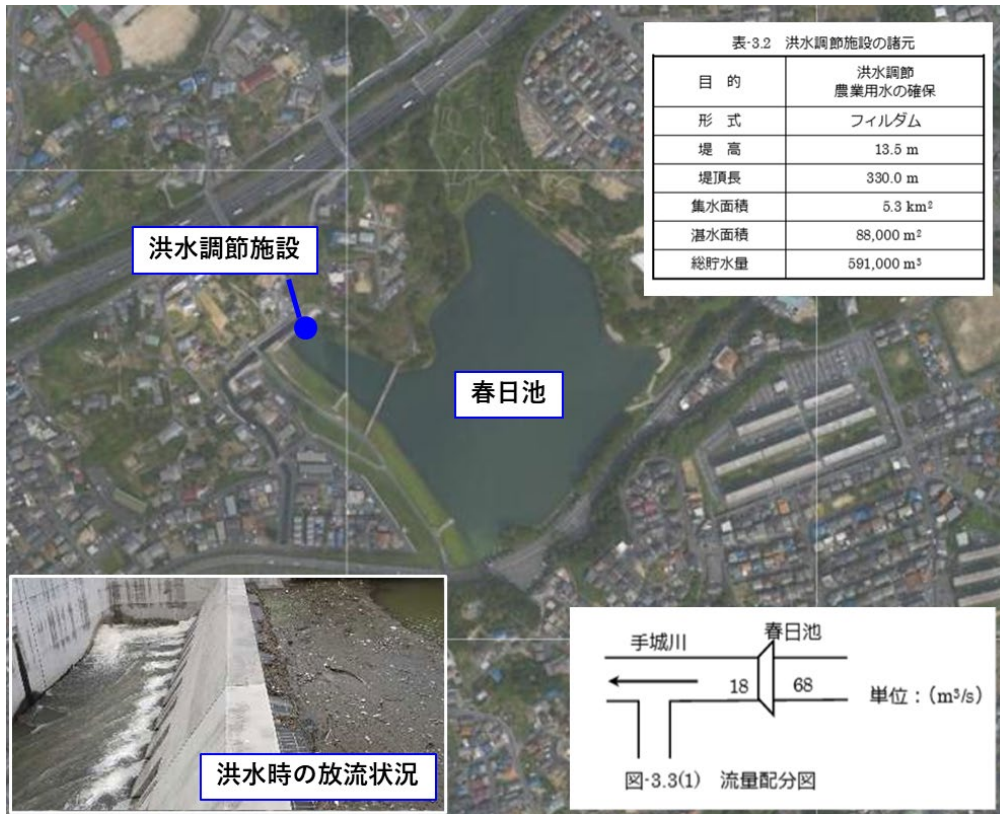 表-3.2 洪水調節施設の諸元
目的 洪水調節
農業用水の確保
形式 フィルダム
堤高 13.5 m
堤頂長 330.0 m
集水面積 5.3 km²
湛水面積 88,000 m²
総貯水量 591,000 m³
洪水調節施設
春日池
洪水時の放流状況
手城川 春日池
18 68 単位：(m³/s)
図-3.3(1) 流量配分図